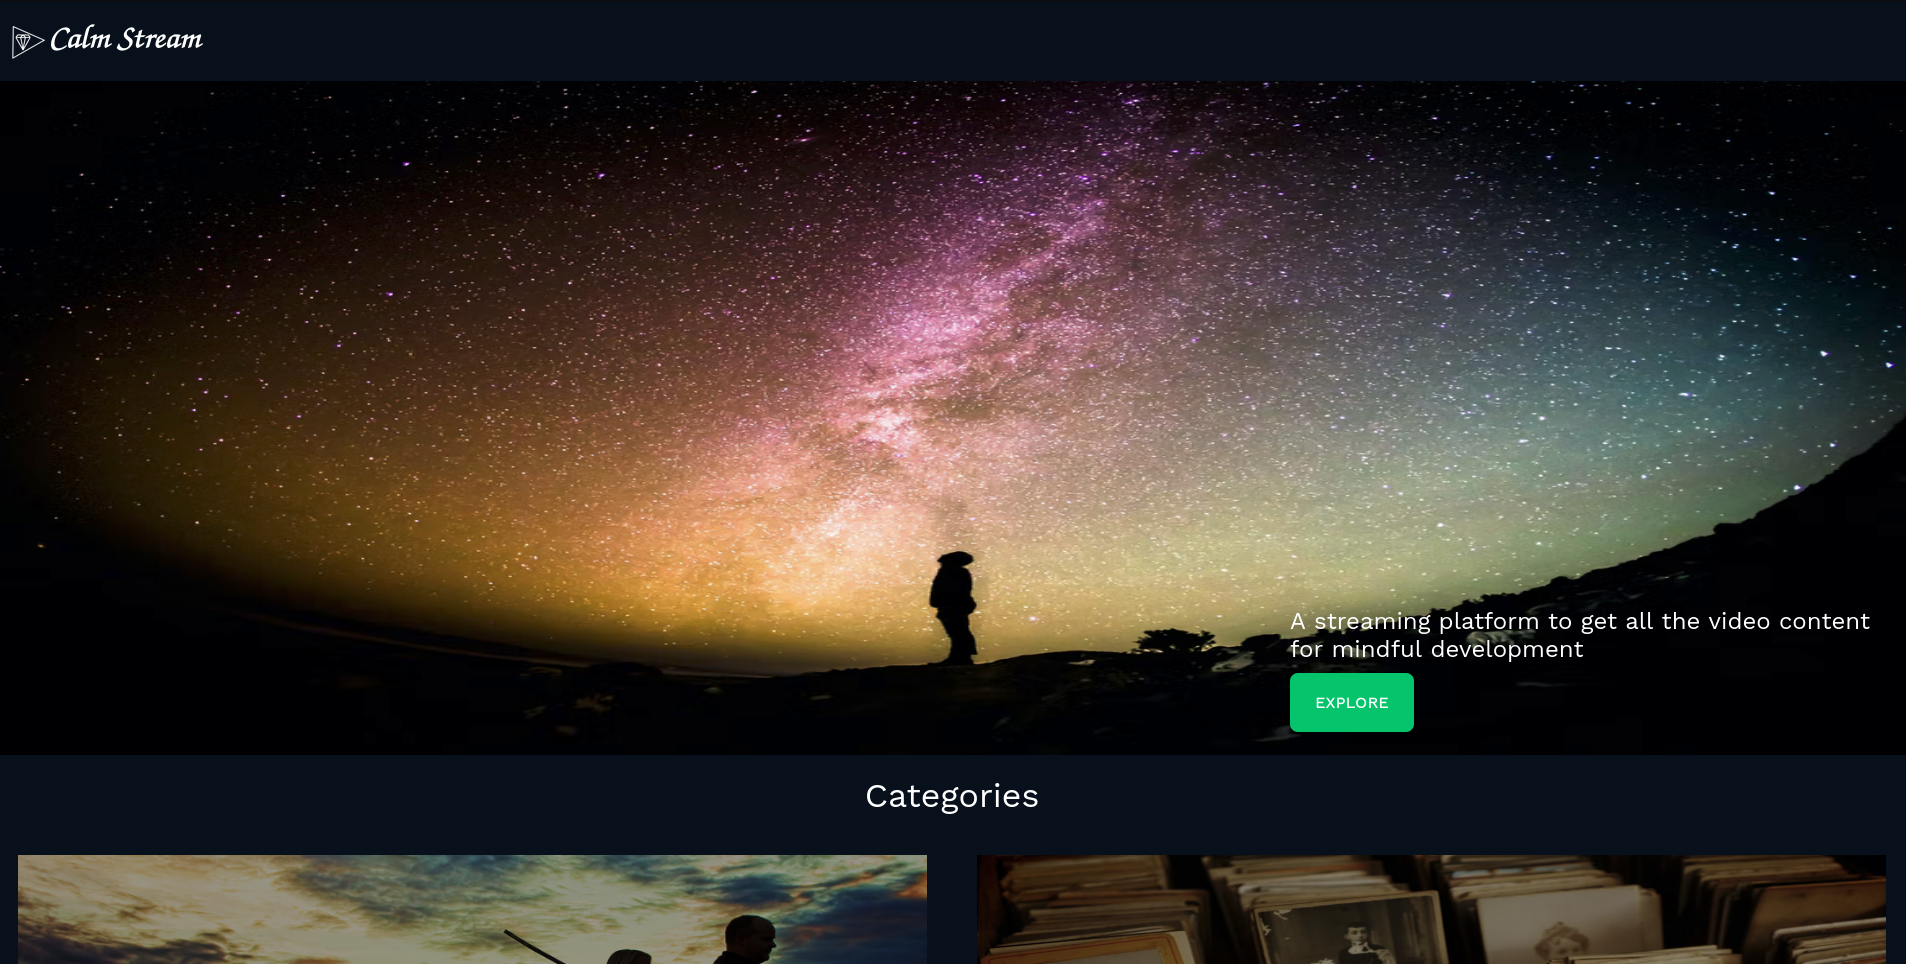 Calm Stream
A streaming platform to get all the video content
for mindful development
EXPLORE
Categories